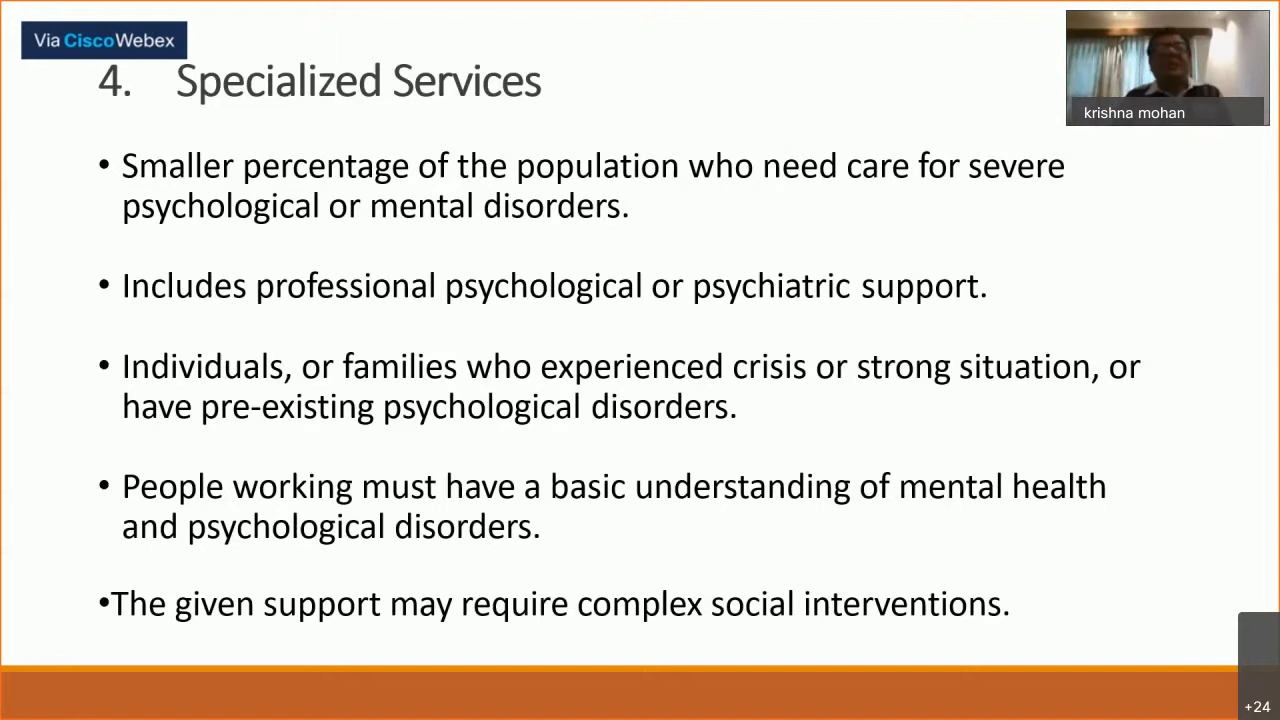 Via CiscoWebex
4. Specialized Services
krishna mohan
• Smaller percentage of the population who need care for severe
psychological or mental disorders.
• Includes professional psychological or psychiatric support.
• Individuals, or families who experienced crisis or strong situation, or
have pre-existing psychological disorders.
• People working must have a basic understanding of mental health
and psychological disorders.
•The given support may require complex social interventions.
+24